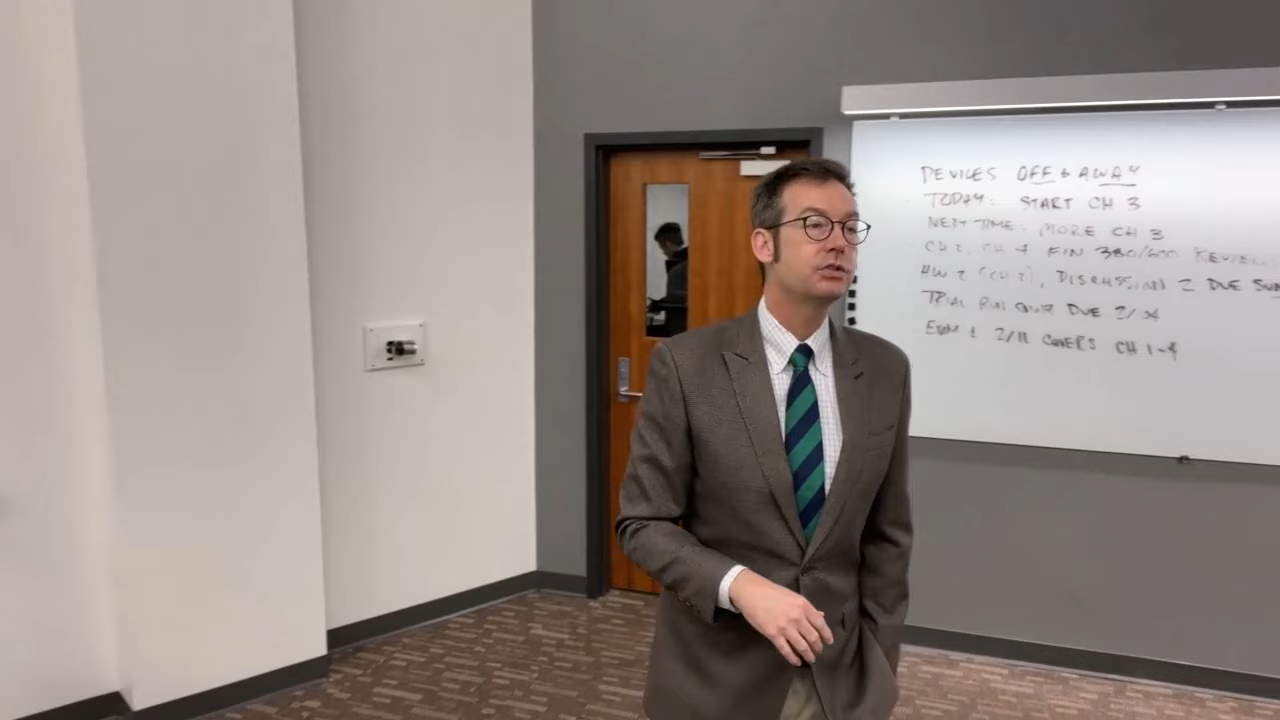 DEVICES OFF & AWAY
TODAY: START CH 3
NEXT TIME: MORE CH 3
CH 2, CH 4 FIN 380/600 REVIEW
HW 2 (CH 2), DISCUSSION 2 DUE SUN
TRIAL RUN QUIZ DUE 2/04
EXAM 1 2/11 COVERS CH 1-4